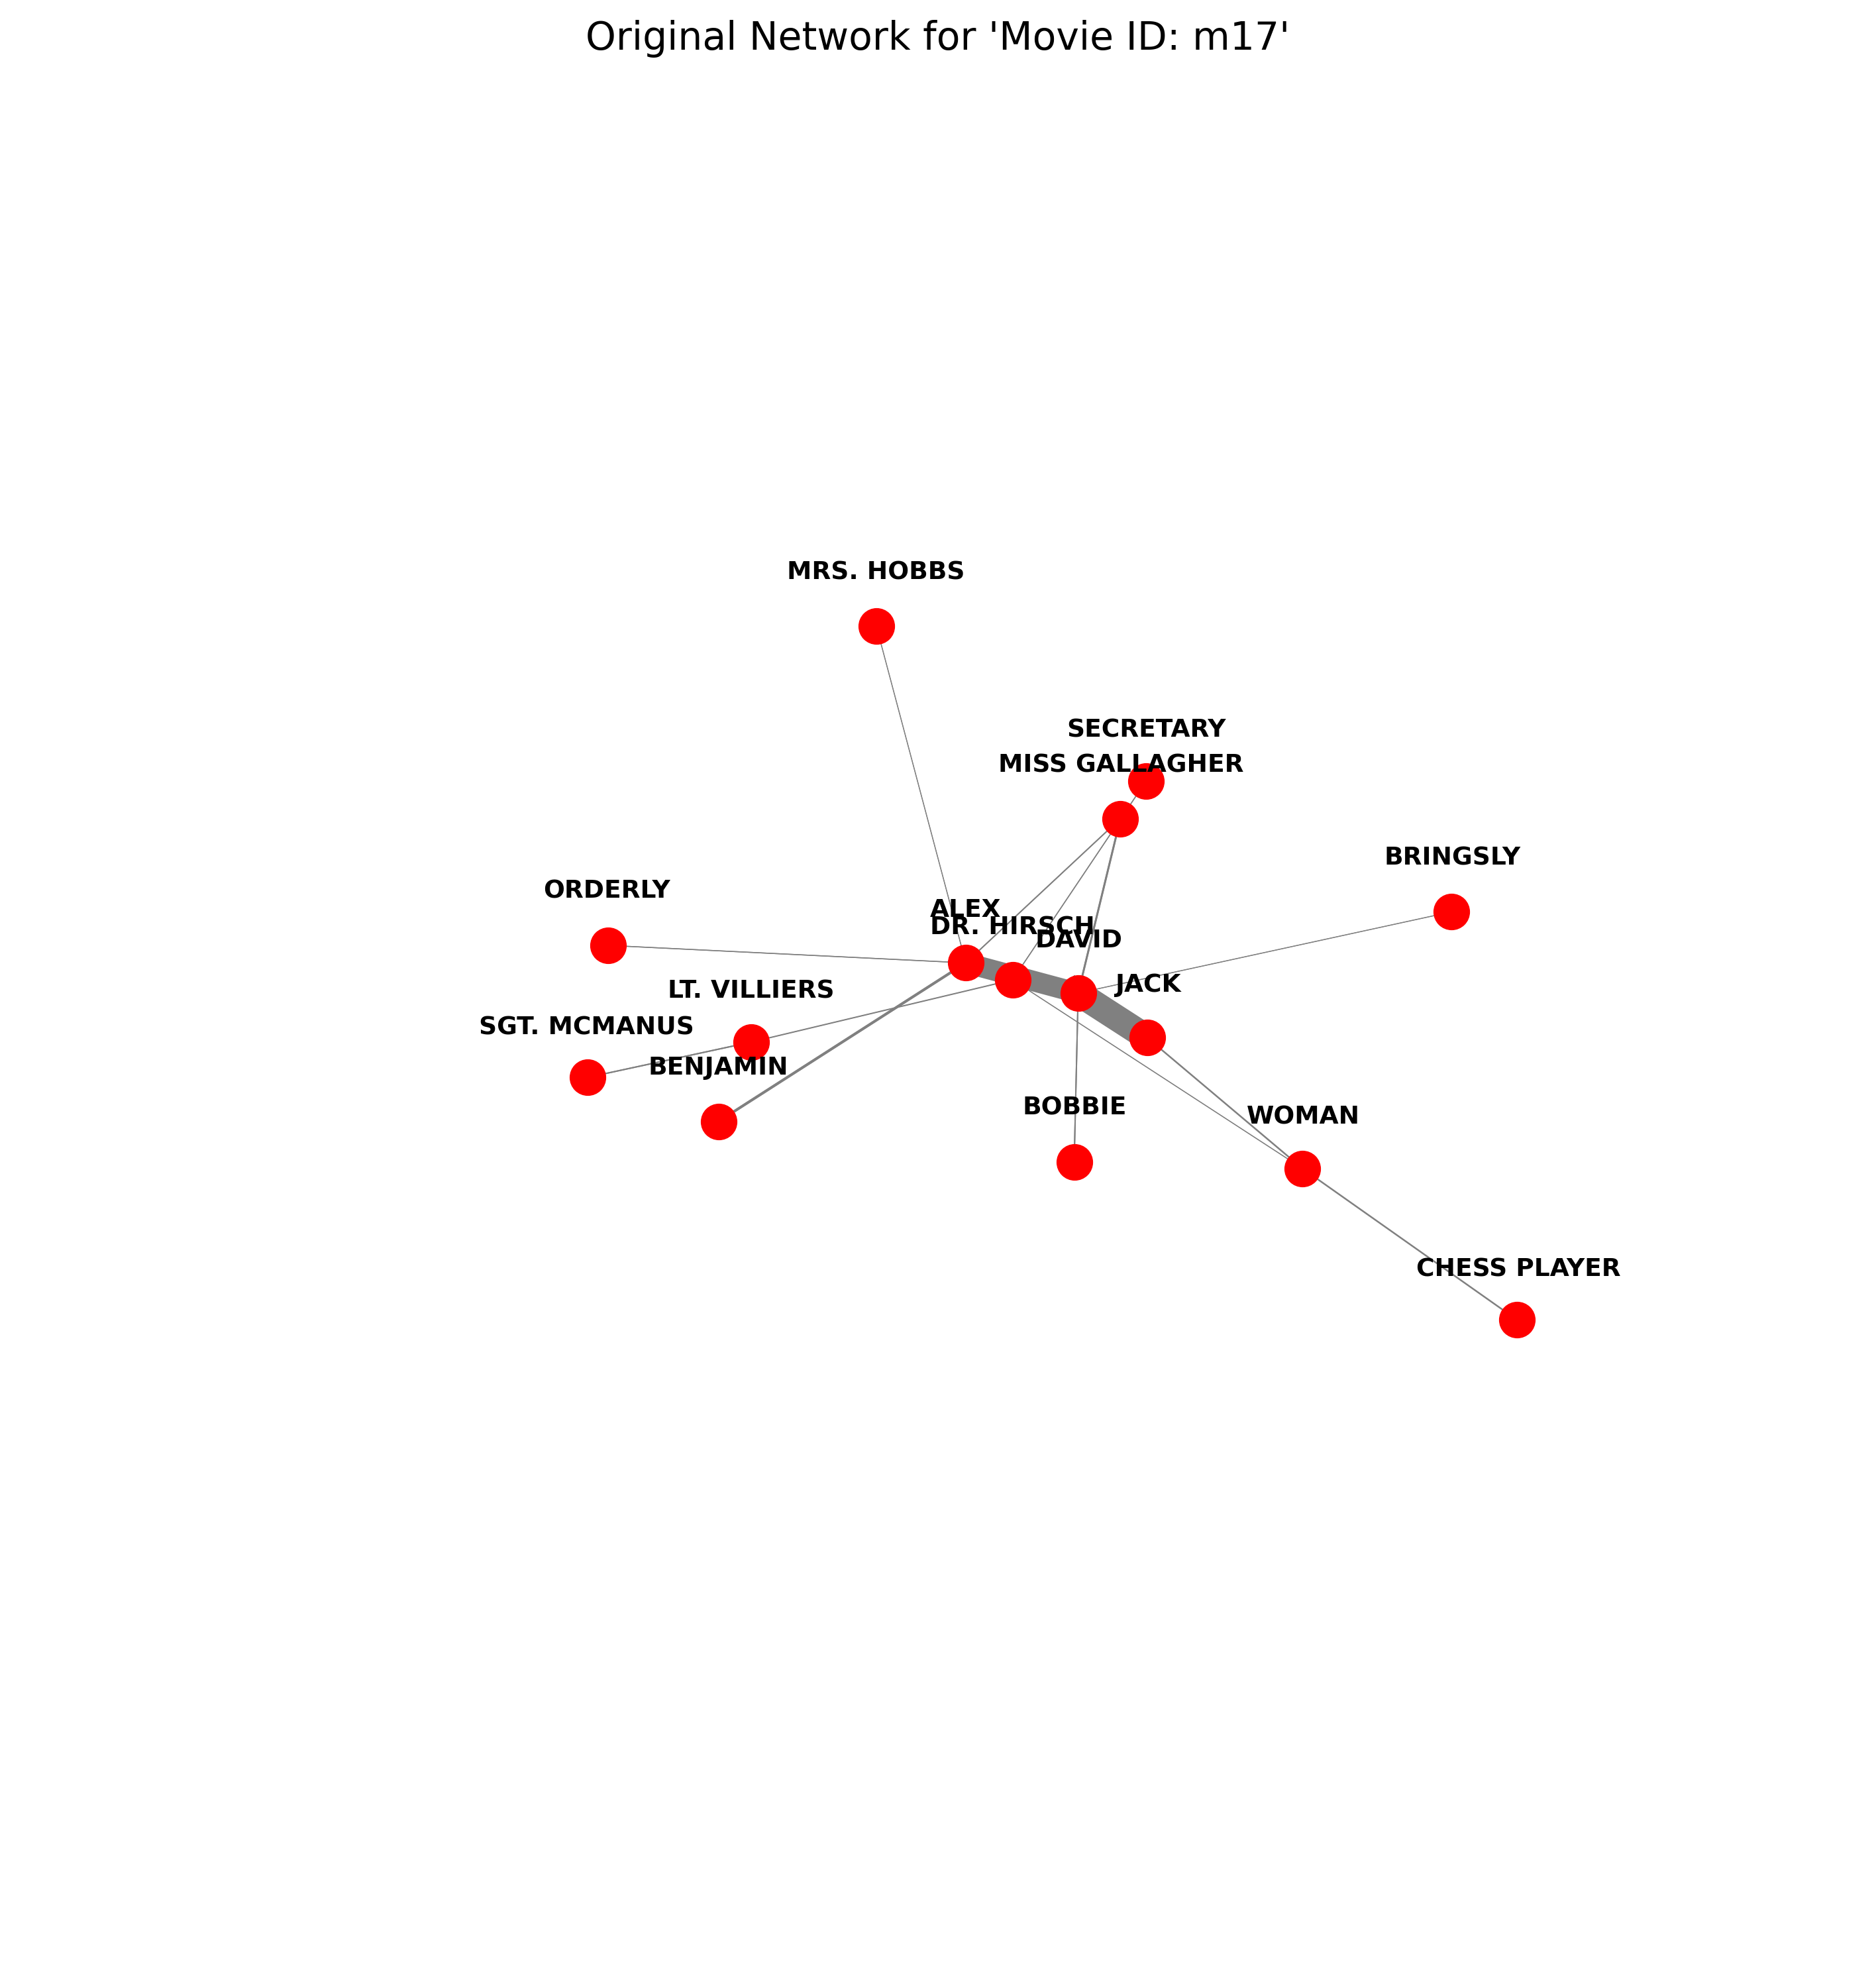 Original Network for 'Movie ID: m17'
MRS. HOBBS
SECRETARY
MISS GALLAGHER
BRINGSLY
ORDERLY
ALEX
DR. HIRSCH
DAVID
JACK
LT. VILLIERS
SGT. MCMANUS
BENJAMIN
BOBBIE
WOMAN
CHESS PLAYER